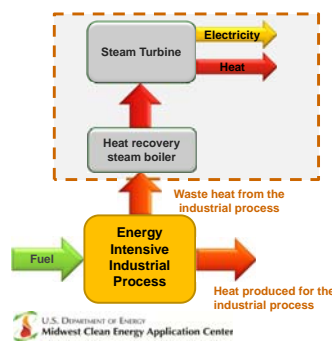 Electricity
Steam Turbine
Heat
Heat recovery
steam boiler
Waste heat from the
industrial process
Energy
Intensive
Industrial
Process
Fuel
Heat produced for the
industrial process
U.S. DEPARTMENT OF ENERGY
Midwest Clean Energy Application Center